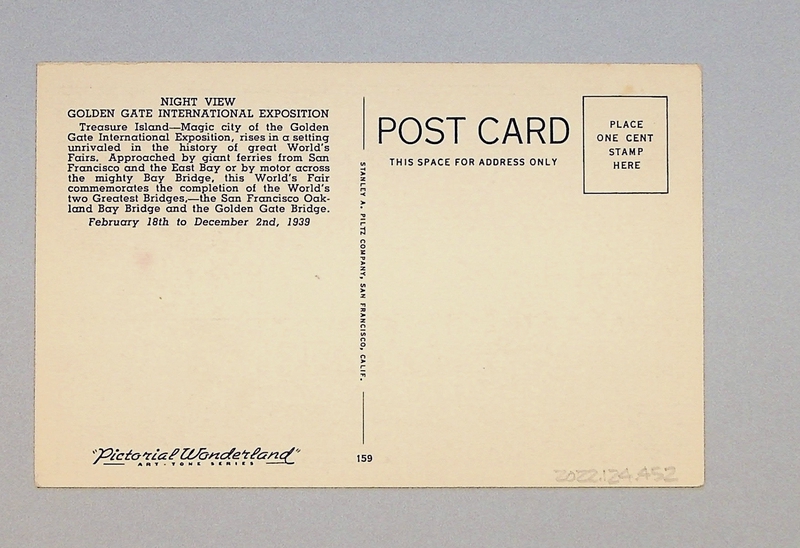 NIGHT VIEW
GOLDEN GATE INTERNATIONAL EXPOSITION
Treasure Island—Magic city of the Golden
Gate International Exposition, rises in a setting
unrivaled in the history of great World's
Fairs. Approached by giant ferries from San
Francisco and the East Bay or by motor across
the mighty Bay Bridge, this World's Fair
commemorates the completion of the World's
two Greatest Bridges,—the San Francisco Oak-
land Bay Bridge and the Golden Gate Bridge.
February 18th to December 2nd, 1939
"Pictorial Wonderland"
ART-TONE SERIES
STANLEY A. PILTZ COMPANY, SAN FRANCISCO, CALIF.
159
POST CARD
THIS SPACE FOR ADDRESS ONLY
PLACE
ONE CENT
STAMP
HERE
2022.24.452